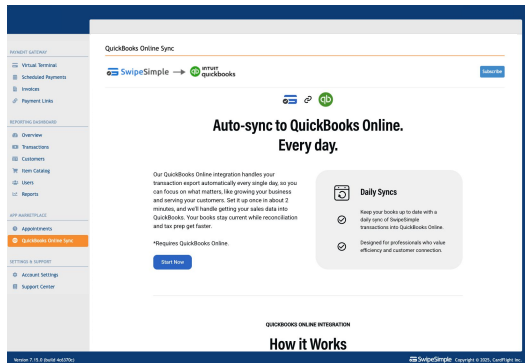 PAYMENT GATEWAY
Virtual Terminal
Scheduled Payments
Invoices
Payment Links
REPORTING DASHBOARD
Overview
Transactions
Customers
Item Catalog
Users
Reports
APP MARKETPLACE
Appointments
QuickBooks Online Sync
SETTINGS & SUPPORT
Account Settings
Support Center
Version 7.15.0 (build 4c6370c)
QuickBooks Online Sync
SwipeSimple → qb INTUIT quickbooks
Subscribe
qb
Auto-sync to QuickBooks Online.
Every day.
Our QuickBooks Online integration handles your
transaction export automatically every single day, so you
can focus on what matters, like growing your business
and serving your customers. Set it up once in about 2
minutes, and we'll handle getting your sales data into
QuickBooks. Your books stay current while reconciliation
and tax prep get faster.
*Requires QuickBooks Online.
Start Now
Daily Syncs
Keep your books up to date with a
daily sync of SwipeSimple
transactions into QuickBooks Online.
Designed for professionals who value
efficiency and customer connection.
QUICKBOOKS ONLINE INTEGRATION
How it Works
SwipeSimple Copyright © 2025, CardFlight Inc.